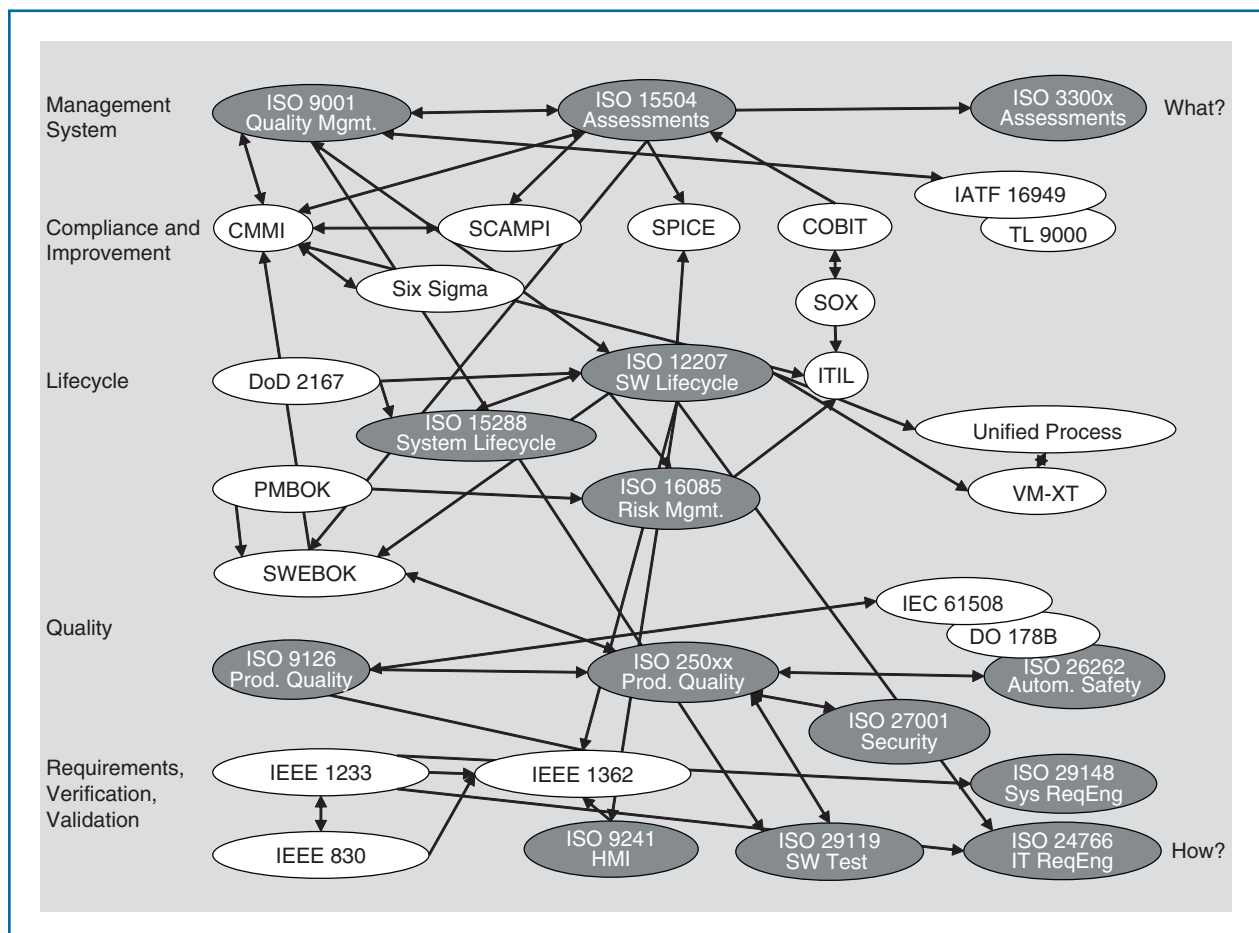 Management
System
ISO 9001
Quality Mgmt.
ISO 15504
Assessments
ISO 3300x
Assessments
What?
IATF 16949
TL 9000
Compliance and
Improvement
CMMI
SCAMPI
SPICE
COBIT
Six Sigma
SOX
Lifecycle
DoD 2167
ISO 12207
SW Lifecycle
ITIL
ISO 15288
System Lifecycle
Unified Process
PMBOK
ISO 16085
Risk Mgmt.
VM-XT
SWEBOK
Quality
IEC 61508
DO 178B
ISO 9126
Prod. Quality
ISO 250xx
Prod. Quality
ISO 26262
Autom. Safety
ISO 27001
Security
Requirements,
Verification,
Validation
IEEE 1233
IEEE 1362
ISO 29148
Sys ReqEng
IEEE 830
ISO 9241
HMI
ISO 29119
SW Test
ISO 24766
IT ReqEng
How?